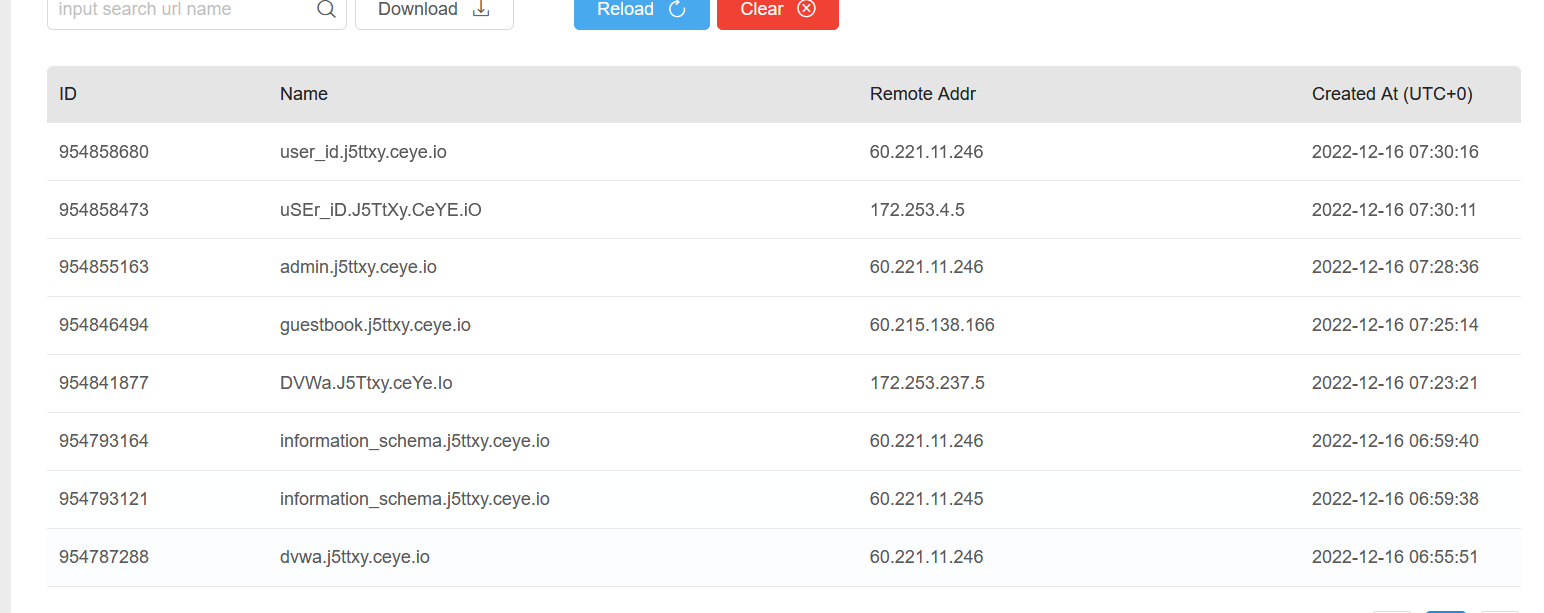 input search url name Download Reload Clear
ID Name Remote Addr Created At (UTC+0)
954858680 user_id.j5ttxy.ceye.io 60.221.11.246 2022-12-16 07:30:16
954858473 uSEr_iD.J5TtXy.CeYE.iO 172.253.4.5 2022-12-16 07:30:11
954855163 admin.j5ttxy.ceye.io 60.221.11.246 2022-12-16 07:28:36
954846494 guestbook.j5ttxy.ceye.io 60.215.138.166 2022-12-16 07:25:14
954841877 DVWa.J5Ttxy.ceYe.Io 172.253.237.5 2022-12-16 07:23:21
954793164 information_schema.j5ttxy.ceye.io 60.221.11.246 2022-12-16 06:59:40
954793121 information_schema.j5ttxy.ceye.io 60.221.11.245 2022-12-16 06:59:38
954787288 dvwa.j5ttxy.ceye.io 60.221.11.246 2022-12-16 06:55:51